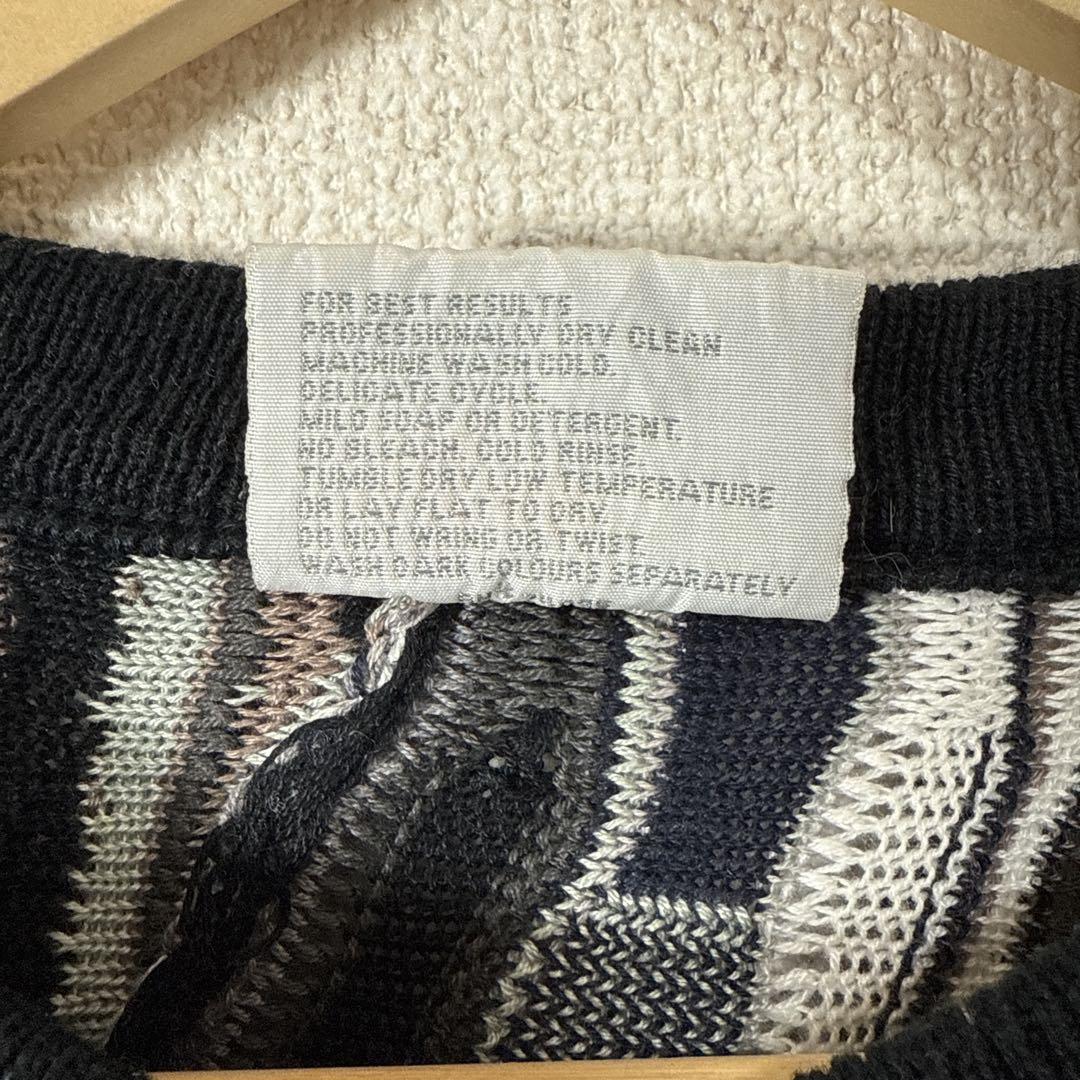 FOR BEST RESULTS
PROFESSIONALLY DRY CLEAN
MACHINE WASH COLD.
DELICATE CYCLE.
MILD SOAP OR DETERGENT.
NO BLEACH. COLD RINSE.
TUMBLE DRY LOW TEMPERATURE
OR LAY FLAT TO DRY.
DO NOT WRING OR TWIST.
WASH DARK COLOURS SEPARATELY